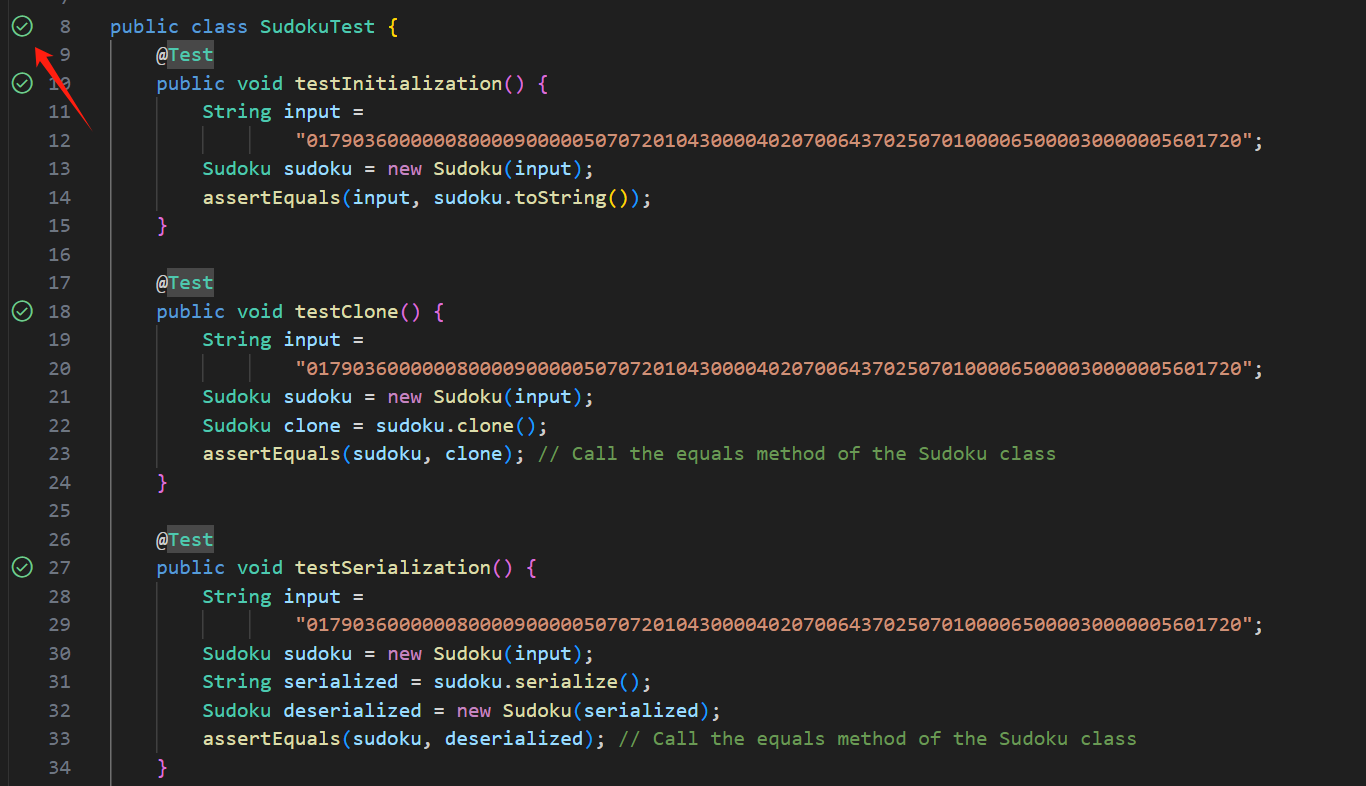 8 public class SudokuTest {
9 @Test
10 public void testInitialization() {
11 String input =
12 "017903600000080000900000507072010430000402070064370250701000065000030000005601720";
13 Sudoku sudoku = new Sudoku(input);
14 assertEquals(input, sudoku.toString());
15 }
16
17 @Test
18 public void testClone() {
19 String input =
20 "017903600000080000900000507072010430000402070064370250701000065000030000005601720";
21 Sudoku sudoku = new Sudoku(input);
22 Sudoku clone = sudoku.clone();
23 assertEquals(sudoku, clone); // Call the equals method of the Sudoku class
24 }
25
26 @Test
27 public void testSerialization() {
28 String input =
29 "017903600000080000900000507072010430000402070064370250701000065000030000005601720";
30 Sudoku sudoku = new Sudoku(input);
31 String serialized = sudoku.serialize();
32 Sudoku deserialized = new Sudoku(serialized);
33 assertEquals(sudoku, deserialized); // Call the equals method of the Sudoku class
34 }